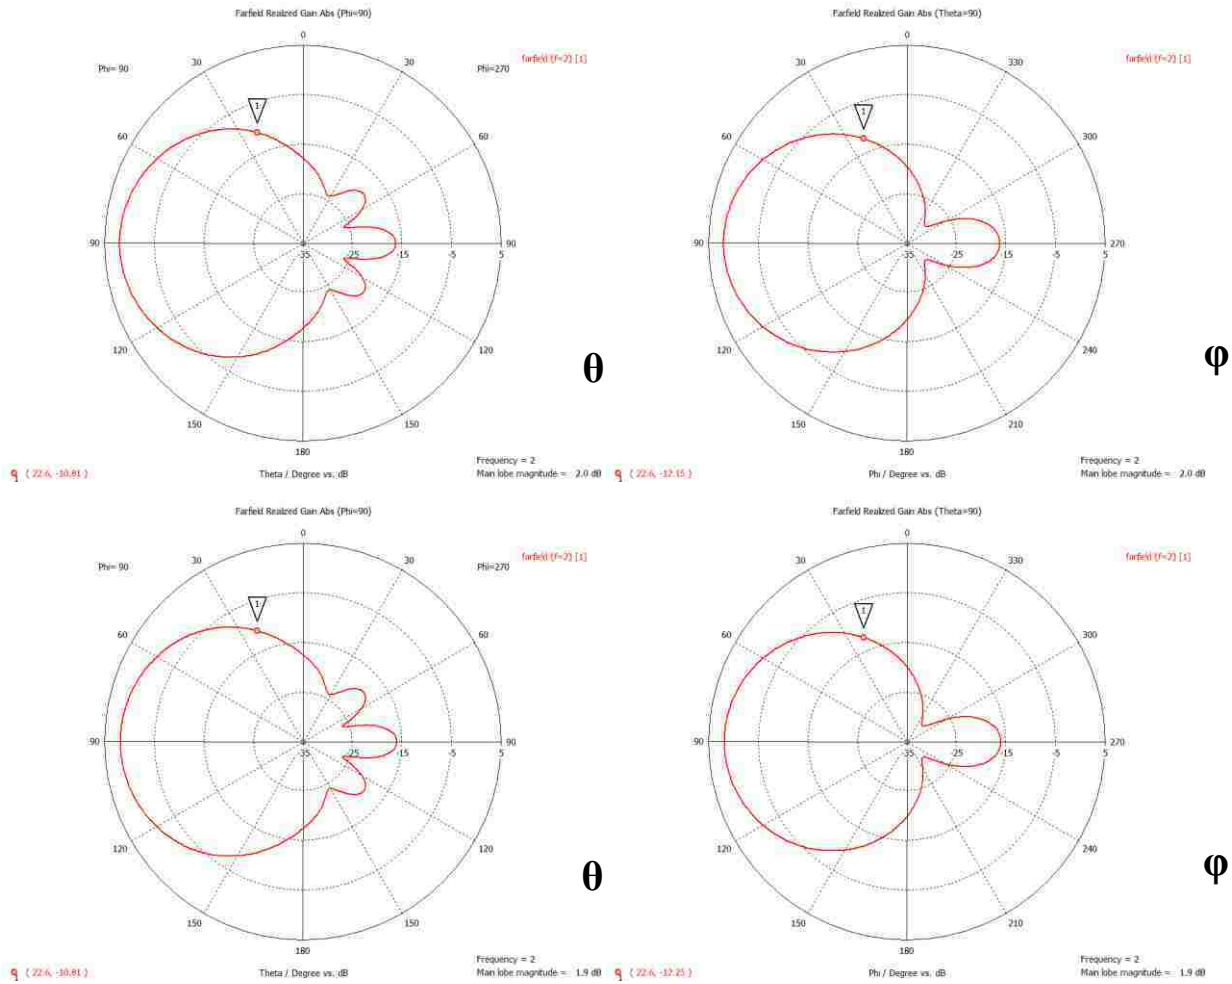 Farfield Realized Gain Abs (Phi=90)
0
30
30
Phi= 90
Phi=270
farfield (f=2) [1]
1
60
60
90
-35
-25
-15
-5
5
90
120
120
θ
150
150
180
Frequency = 2
1 ( 22.6, -10.81 )
Theta / Degree vs. dB
Main lobe magnitude = 2.0 dB
Farfield Realized Gain Abs (Theta=90)
0
30
330
farfield (f=2) [1]
1
60
300
90
-35
-25
-15
-5
5
270
120
240
φ
150
210
180
Frequency = 2
1 ( 22.6, -12.15 )
Phi / Degree vs. dB
Main lobe magnitude = 2.0 dB
Farfield Realized Gain Abs (Phi=90)
0
30
30
Phi= 90
Phi=270
farfield (f=2) [1]
1
60
60
90
-35
-25
-15
-5
5
90
120
120
θ
150
150
180
Frequency = 2
1 ( 22.6, -10.81 )
Theta / Degree vs. dB
Main lobe magnitude = 1.9 dB
Farfield Realized Gain Abs (Theta=90)
0
30
330
farfield (f=2) [1]
1
60
300
90
-35
-25
-15
-5
5
270
120
240
φ
150
210
180
Frequency = 2
1 ( 22.6, -12.25 )
Phi / Degree vs. dB
Main lobe magnitude = 1.9 dB